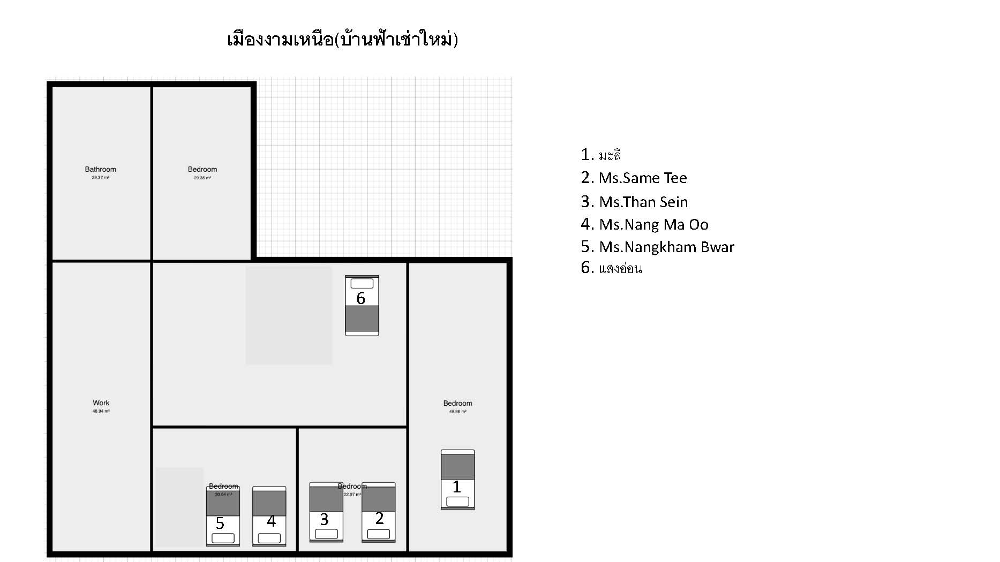 เมืองงามเหนือ(บ้านฟ้าเช่าใหม่)
Bathroom
29.37 m²
Bedroom
29.36 m²
1. มะลิ
2. Ms.Same Tee
3. Ms.Than Sein
4. Ms.Nang Ma Oo
5. Ms.Nangkham Bwar
6. แสงอ่อน
6
Work
48.94 m²
Bedroom
48.86 m²
Bedroom
30.54 m²
Bedroom
22.97 m²
5
4
3
2
1